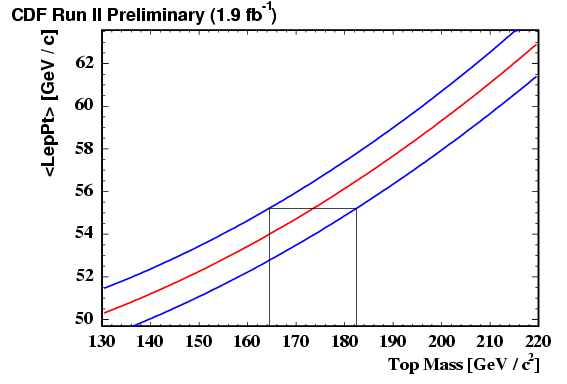 CDF Run II Preliminary (1.9 fb⁻¹)
<LepPt> [GeV / c]
62
60
58
56
54
52
50
130 140 150 160 170 180 190 200 210 220
Top Mass [GeV / c²]